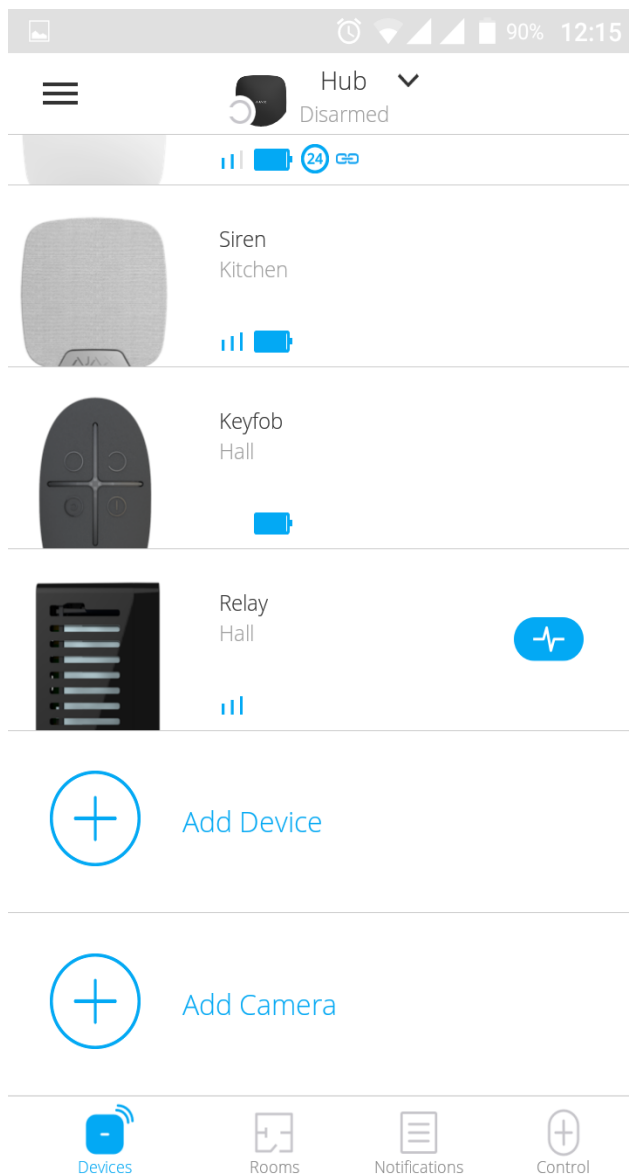 90% 12:15
Hub
Disarmed
24
Siren
Kitchen
AJAX
Keyfob
Hall
Relay
Hall
Add Device
Add Camera
Devices
Rooms
Notifications
Control